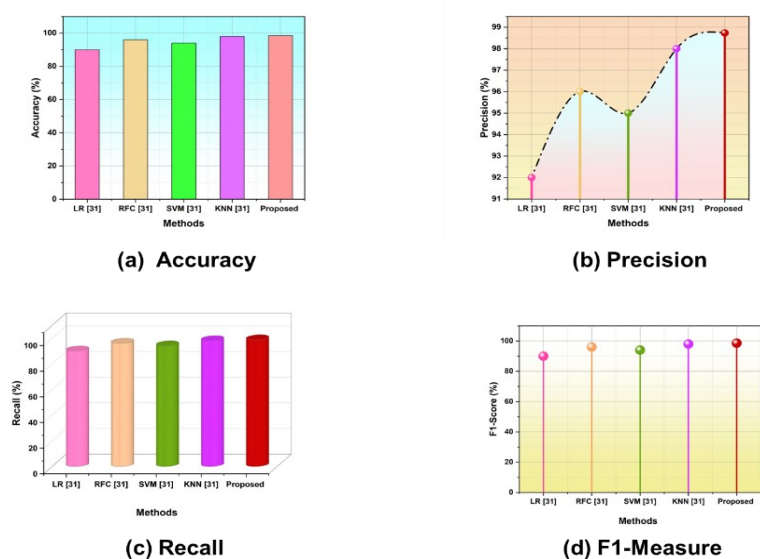 100
80
60
40
20
0
Accuracy (%)
LR [31] RFC [31] SVM [31] KNN [31] Proposed
Methods
(a) Accuracy
99
98
97
96
95
94
93
92
91
Precision (%)
LR [31] RFC [31] SVM [31] KNN [31] Proposed
Methods
(b) Precision
100
80
60
40
20
0
Recall (%)
LR [31] RFC [31] SVM [31] KNN [31] Proposed
Methods
(c) Recall
100
80
60
40
20
0
F1-Score (%)
LR [31] RFC [31] SVM [31] KNN [31] Proposed
Methods
(d) F1-Measure